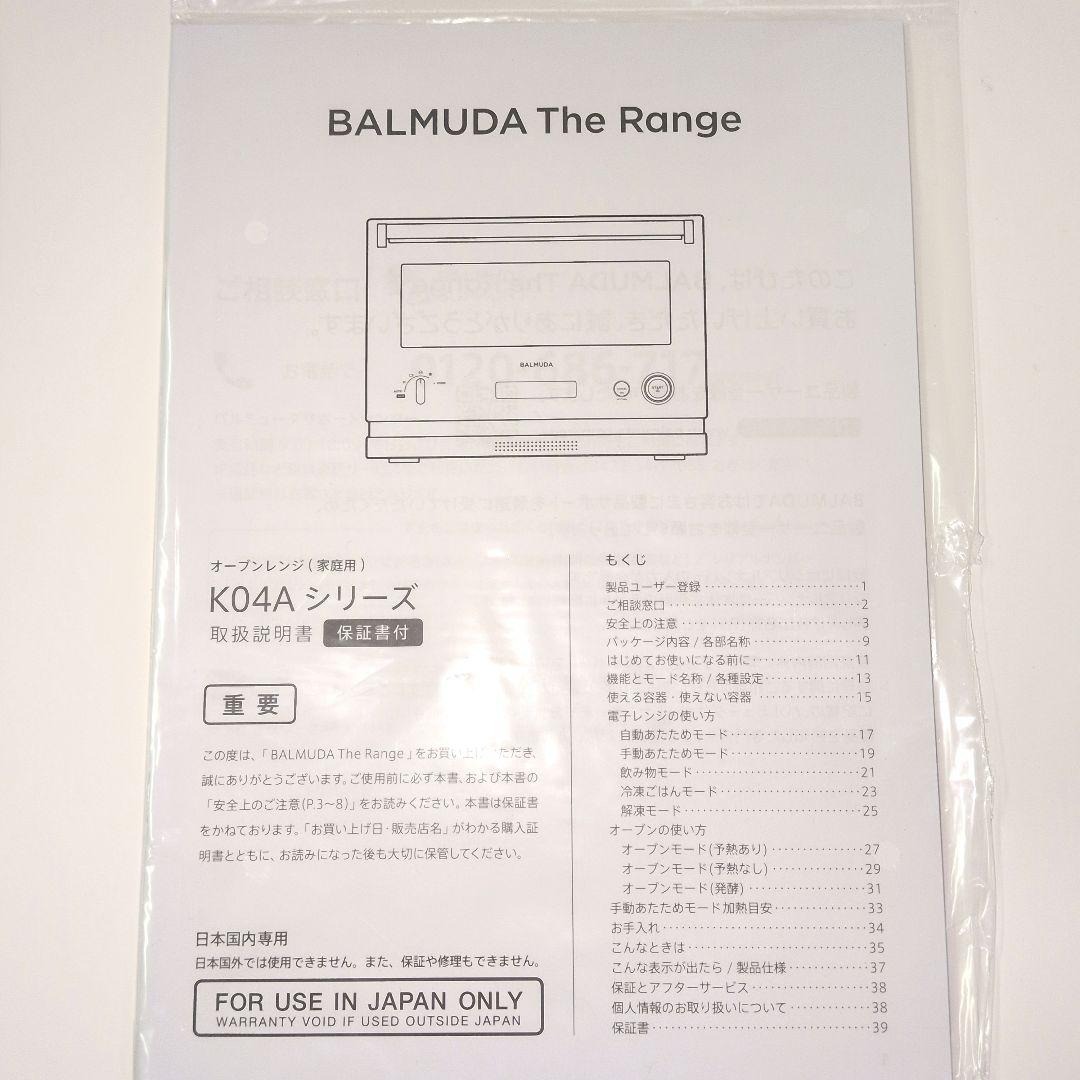 BALMUDA The Range
BALMUDA
オーブンレンジ(家庭用)
K04Aシリーズ
取扱説明書 保証書付
重要
この度は、「BALMUDA The Range」をお買い上げいただき、
誠にありがとうございます。ご使用前に必ず本書、および本書の
「安全上のご注意(P.3~8)」をお読みください。本書は保証書
をかねております。「お買い上げ日・販売店名」がわかる購入証
明書とともに、お読みになった後も大切に保管してください。
日本国内専用
日本国外では使用できません。また、保証や修理もできません。
FOR USE IN JAPAN ONLY
WARRANTY VOID IF USED OUTSIDE JAPAN
もくじ
製品ユーザー登録 1
ご相談窓口 2
安全上の注意 3
パッケージ内容 / 各部名称 9
はじめてお使いになる前に 11
機能とモード名称 / 各種設定 13
使える容器・使えない容器 15
電子レンジの使い方
自動あたためモード 17
手動あたためモード 19
飲み物モード 21
冷凍ごはんモード 23
解凍モード 25
オーブンの使い方
オーブンモード(予熱あり) 27
オーブンモード(予熱なし) 29
オーブンモード(発酵) 31
手動あたためモード加熱目安 33
お手入れ 34
こんなときは 35
こんな表示が出たら / 製品仕様 37
保証とアフターサービス 38
個人情報のお取り扱いについて 38
保証書 39